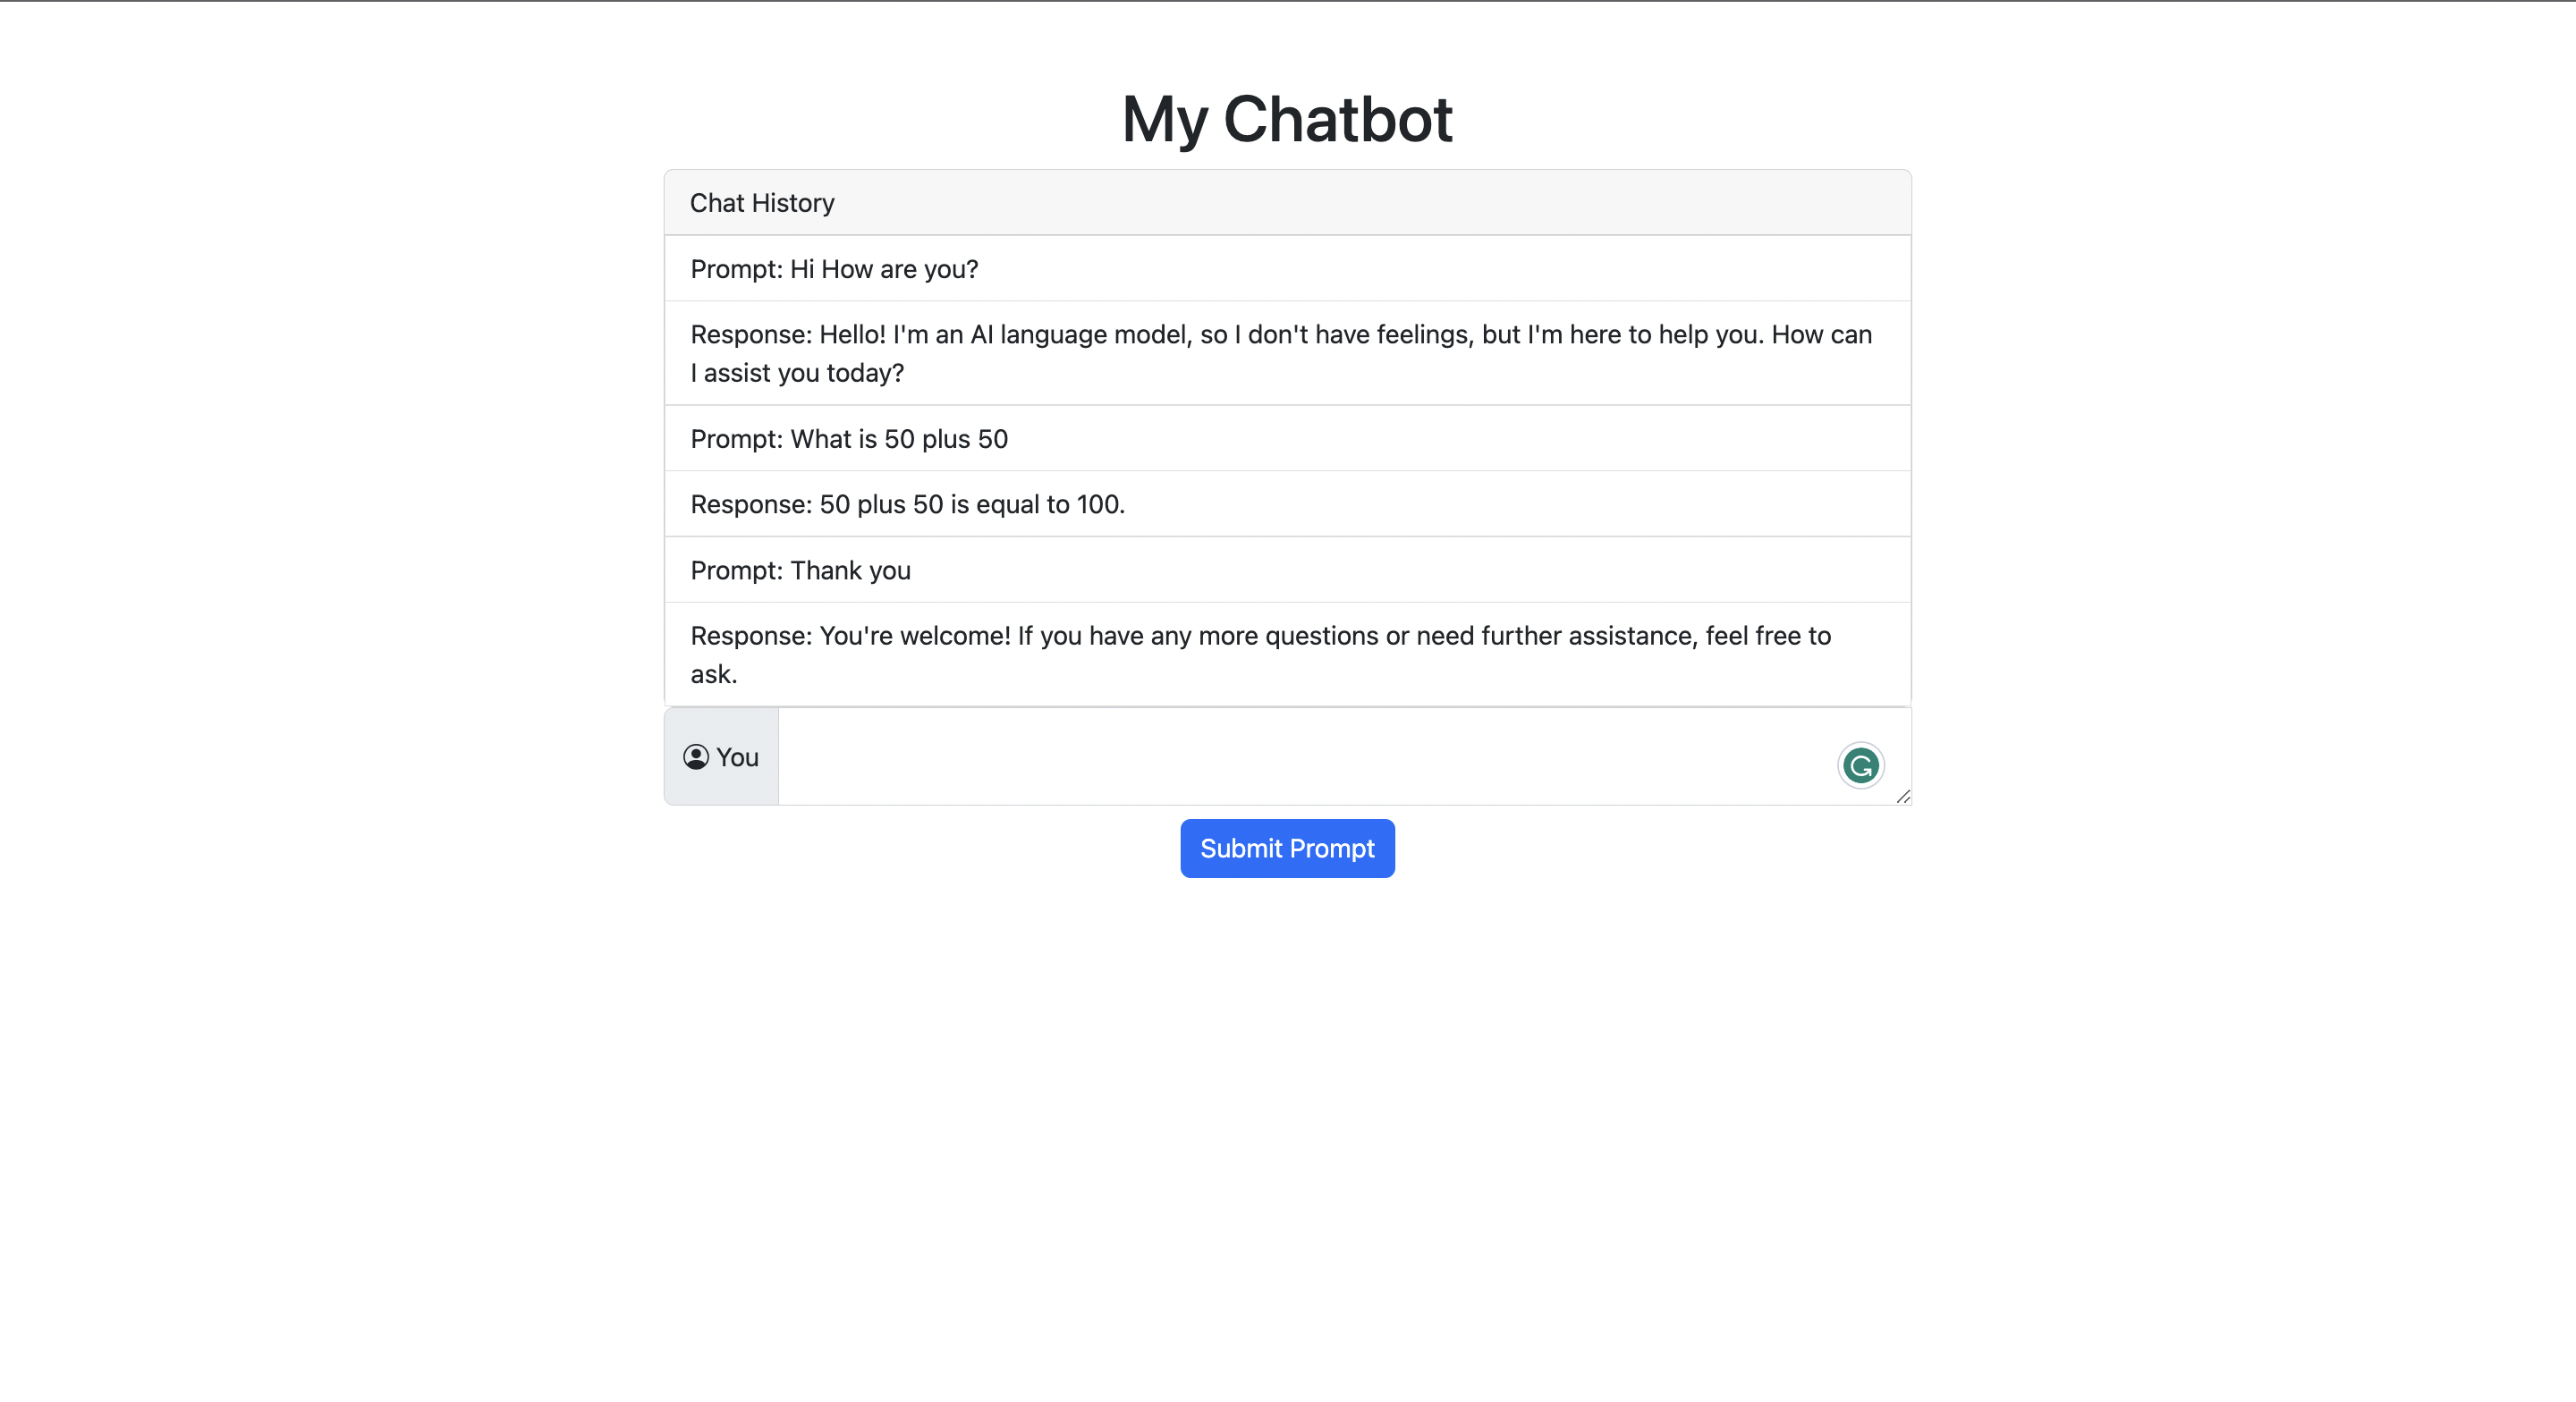 My Chatbot
Chat History
Prompt: Hi How are you?
Response: Hello! I'm an AI language model, so I don't have feelings, but I'm here to help you. How can
I assist you today?
Prompt: What is 50 plus 50
Response: 50 plus 50 is equal to 100.
Prompt: Thank you
Response: You're welcome! If you have any more questions or need further assistance, feel free to
ask.
You
Submit Prompt